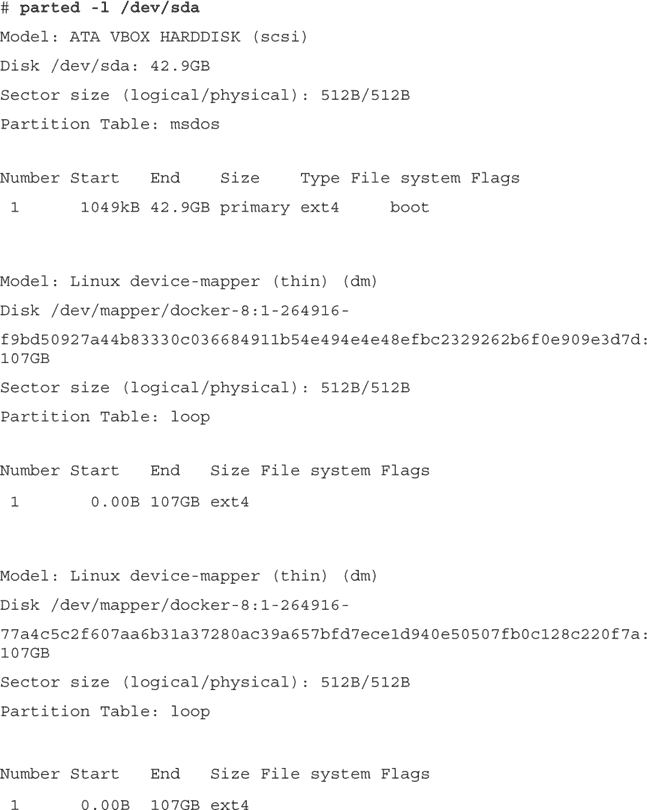 # parted -l /dev/sda
Model: ATA VBOX HARDDISK (scsi)
Disk /dev/sda: 42.9GB
Sector size (logical/physical): 512B/512B
Partition Table: msdos
Number Start   End    Size    Type File system Flags
 1      1049kB 42.9GB primary ext4     boot
Model: Linux device-mapper (thin) (dm)
Disk /dev/mapper/docker-8:1-264916-
f9bd50927a44b83330c036684911b54e494e4e48efbc2329262b6f0e909e3d7d:
107GB
Sector size (logical/physical): 512B/512B
Partition Table: loop
Number Start   End   Size File system Flags
 1       0.00B 107GB ext4
Model: Linux device-mapper (thin) (dm)
Disk /dev/mapper/docker-8:1-264916-
77a4c5c2f607aa6b31a37280ac39a657bfd7ece1d940e50507fb0c128c220f7a:
107GB
Sector size (logical/physical): 512B/512B
Partition Table: loop
Number Start   End   Size File system Flags
 1      0.00B  107GB ext4